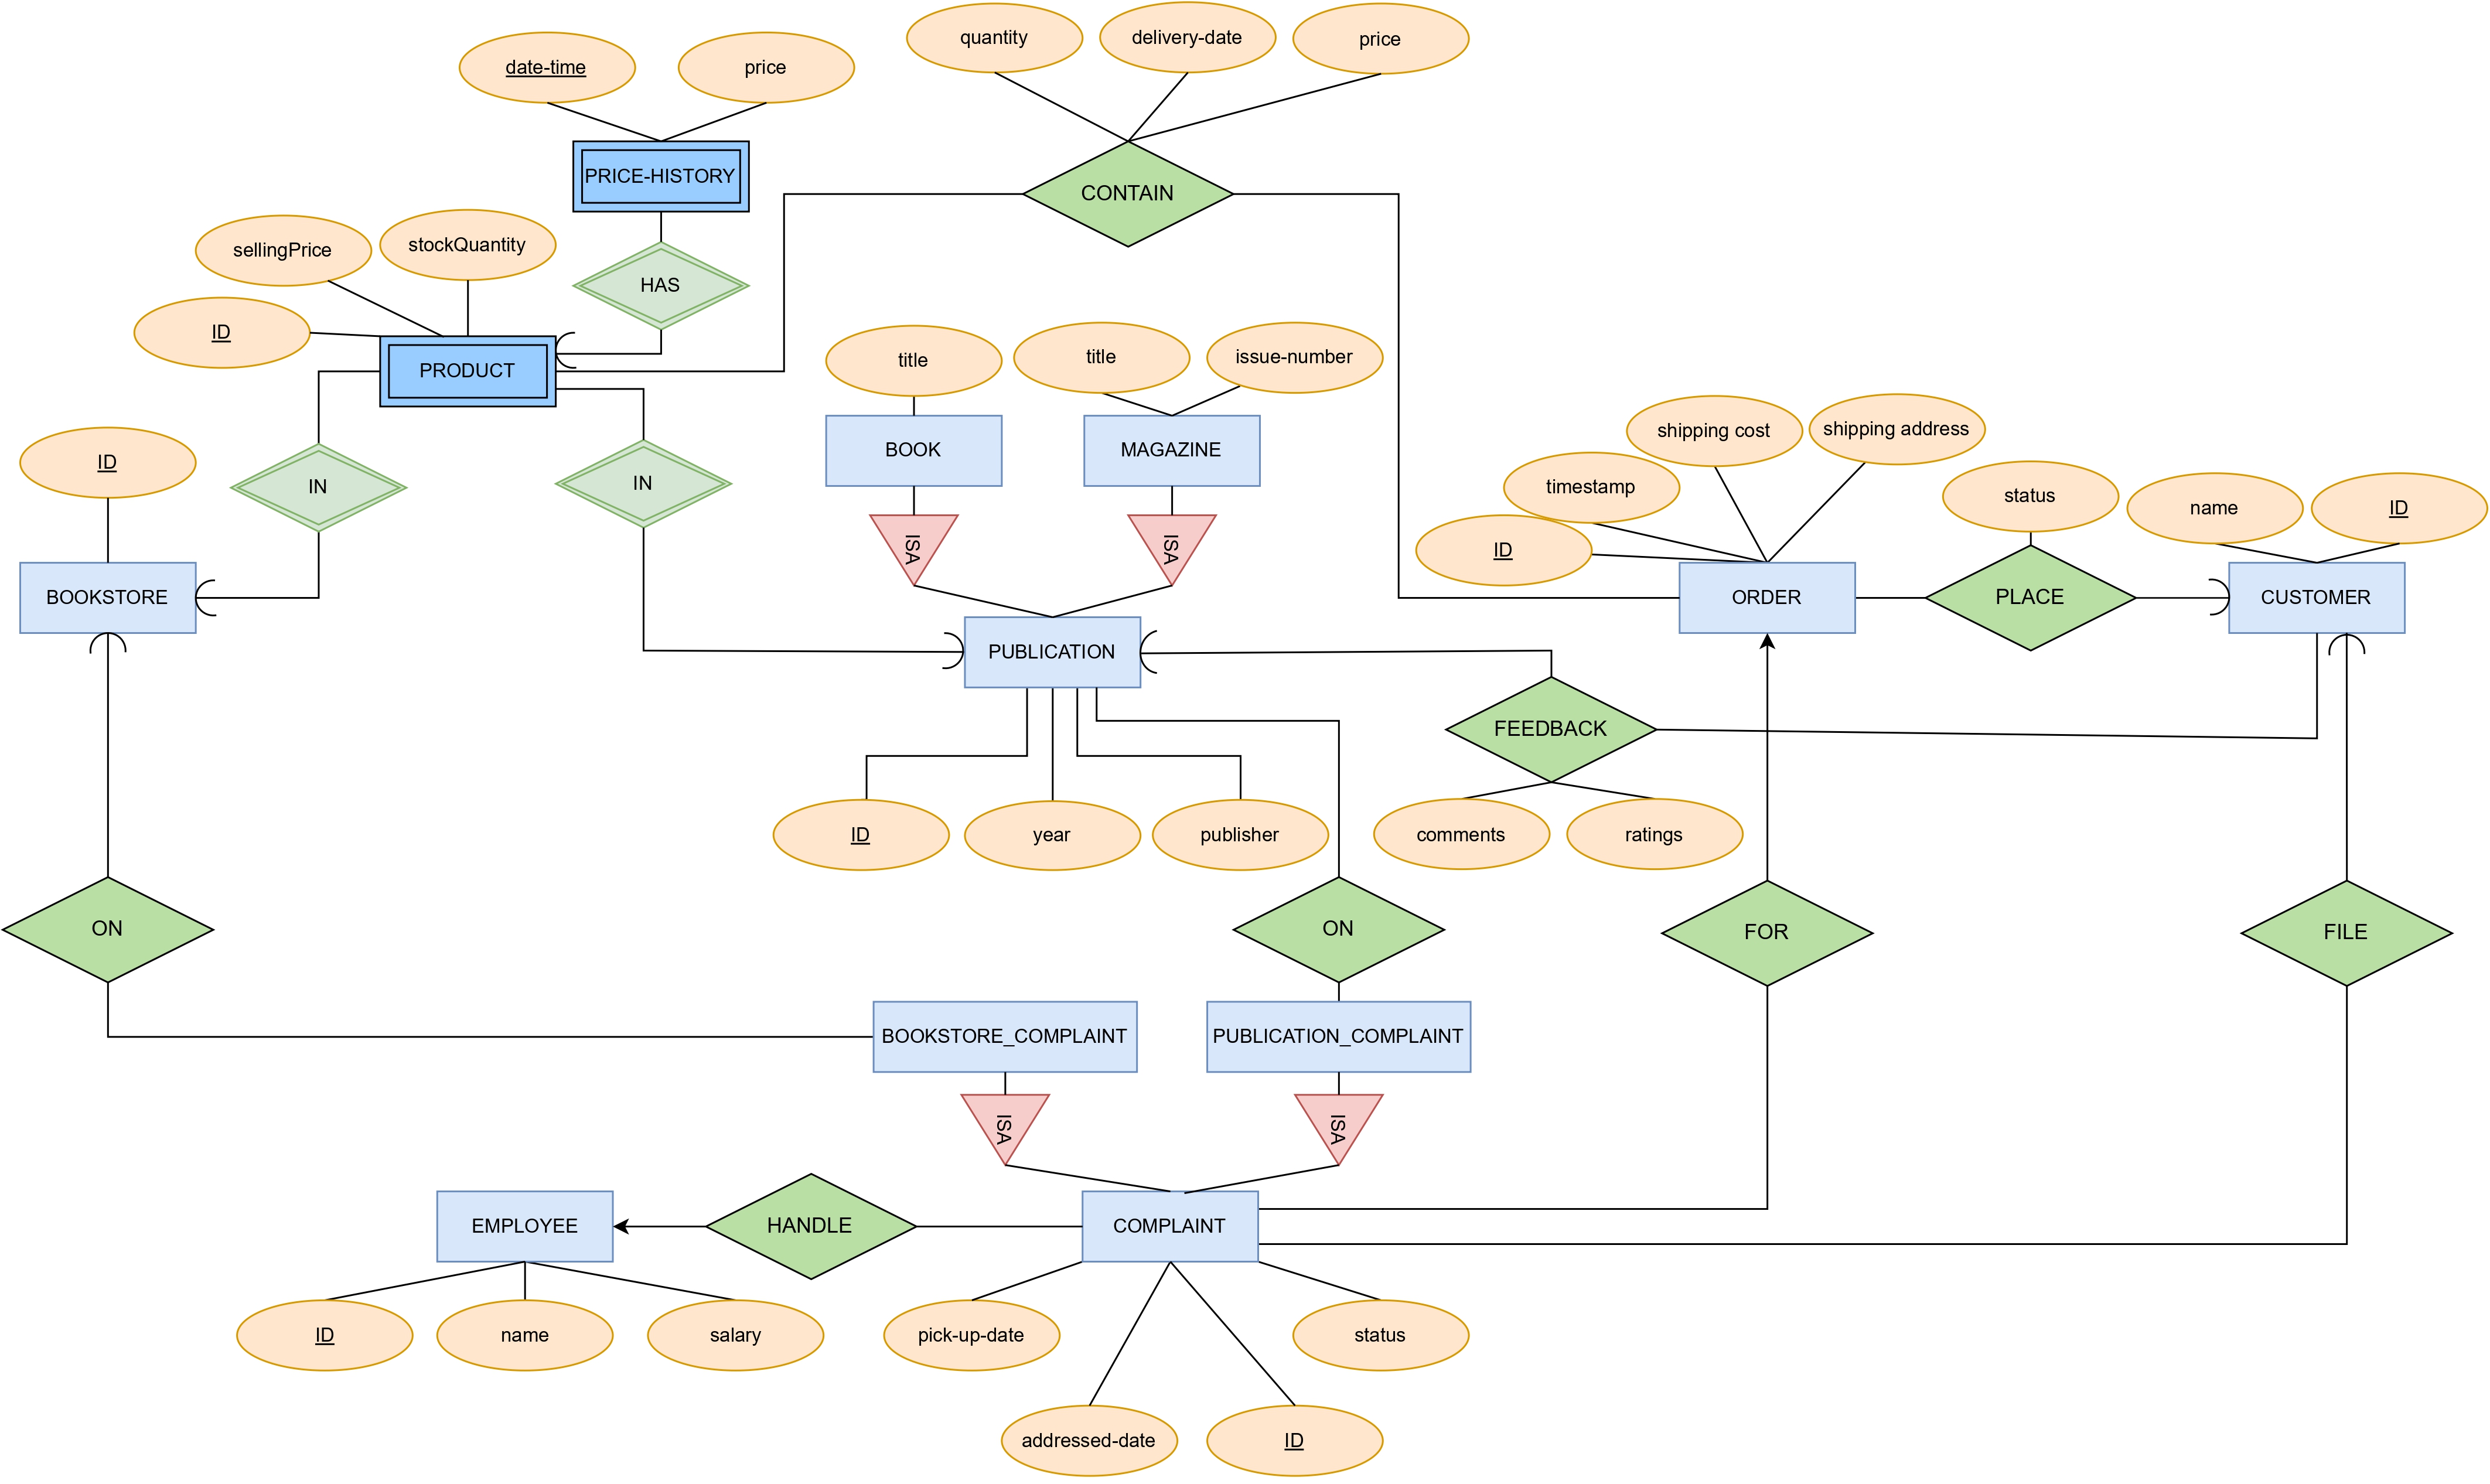 quantity
delivery-date
price
date-time
price
PRICE-HISTORY
CONTAIN
sellingPrice
stockQuantity
HAS
ID
PRODUCT
title
title
issue-number
BOOK
MAGAZINE
shipping cost
shipping address
ID
IN
IN
timestamp
status
name
ID
ISA
ISA
ID
BOOKSTORE
ORDER
PLACE
CUSTOMER
PUBLICATION
FEEDBACK
ID
year
publisher
comments
ratings
ON
ON
FOR
FILE
BOOKSTORE_COMPLAINT
PUBLICATION_COMPLAINT
ISA
ISA
EMPLOYEE
HANDLE
COMPLAINT
ID
name
salary
pick-up-date
status
addressed-date
ID